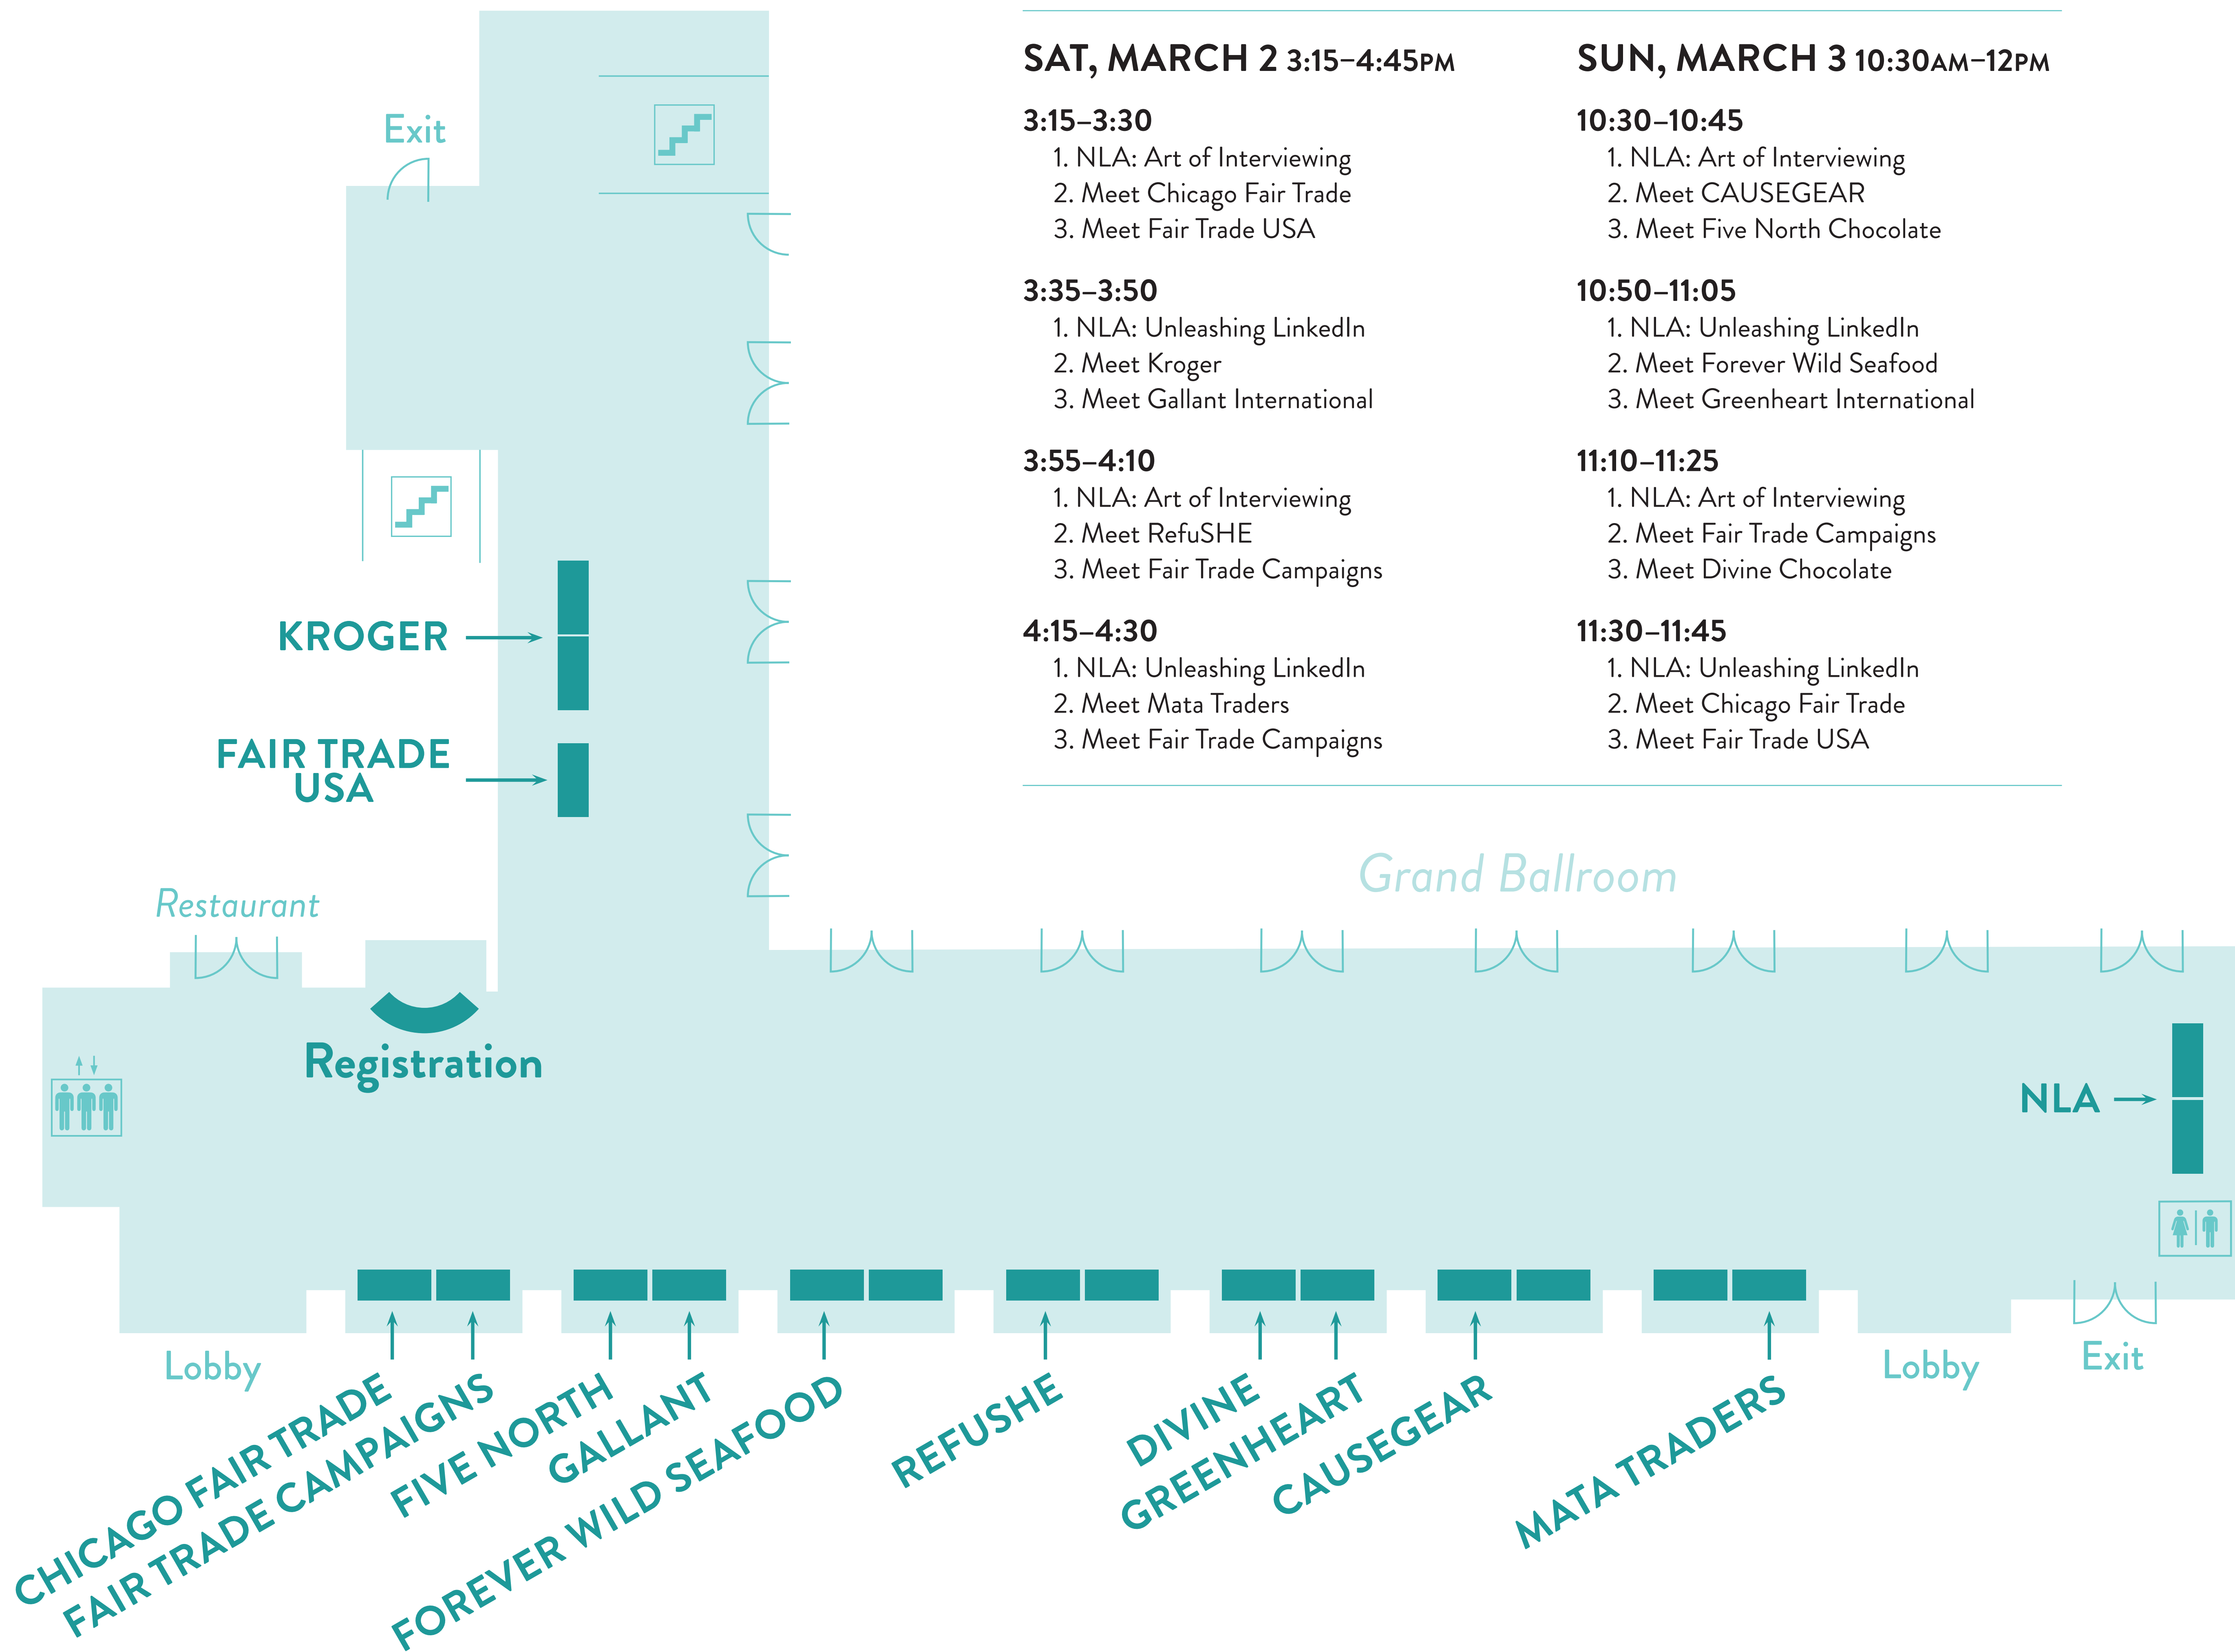 SAT, MARCH 2 3:15–4:45PM
3:15–3:30
1. NLA: Art of Interviewing
2. Meet Chicago Fair Trade
3. Meet Fair Trade USA
3:35–3:50
1. NLA: Unleashing LinkedIn
2. Meet Kroger
3. Meet Gallant International
3:55–4:10
1. NLA: Art of Interviewing
2. Meet RefuSHE
3. Meet Fair Trade Campaigns
4:15–4:30
1. NLA: Unleashing LinkedIn
2. Meet Mata Traders
3. Meet Fair Trade Campaigns
SUN, MARCH 3 10:30AM–12PM
10:30–10:45
1. NLA: Art of Interviewing
2. Meet CAUSEGEAR
3. Meet Five North Chocolate
10:50–11:05
1. NLA: Unleashing LinkedIn
2. Meet Forever Wild Seafood
3. Meet Greenheart International
11:10–11:25
1. NLA: Art of Interviewing
2. Meet Fair Trade Campaigns
3. Meet Divine Chocolate
11:30–11:45
1. NLA: Unleashing LinkedIn
2. Meet Chicago Fair Trade
3. Meet Fair Trade USA
Exit
KROGER
FAIR TRADE
USA
Grand Ballroom
Restaurant
Registration
NLA
Lobby
Lobby
Exit
CHICAGO FAIR TRADE
FAIR TRADE CAMPAIGNS
FIVE NORTH
GALLANT
FOREVER WILD SEAFOOD
REFUSHE
DIVINE
GREENHEART
CAUSEGEAR
MATA TRADERS